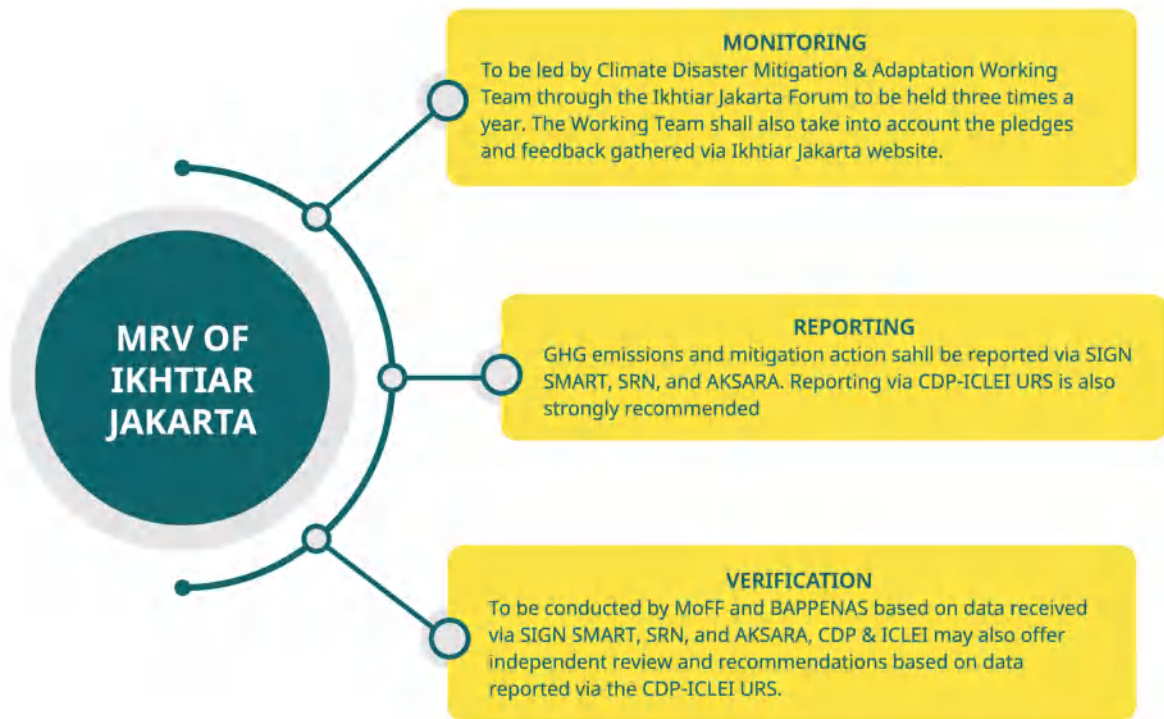 MRV OF
IKHTIAR
JAKARTA
MONITORING
To be led by Climate Disaster Mitigation & Adaptation Working
Team through the Ikhtiar Jakarta Forum to be held three times a
year. The Working Team shall also take into account the pledges
and feedback gathered via Ikhtiar Jakarta website.
REPORTING
GHG emissions and mitigation action sahll be reported via SIGN
SMART, SRN, and AKSARA. Reporting via CDP-ICLEI URS is also
strongly recommended
VERIFICATION
To be conducted by MoFF and BAPPENAS based on data received
via SIGN SMART, SRN, and AKSARA, CDP & ICLEI may also offer
independent review and recommendations based on data
reported via the CDP-ICLEI URS.